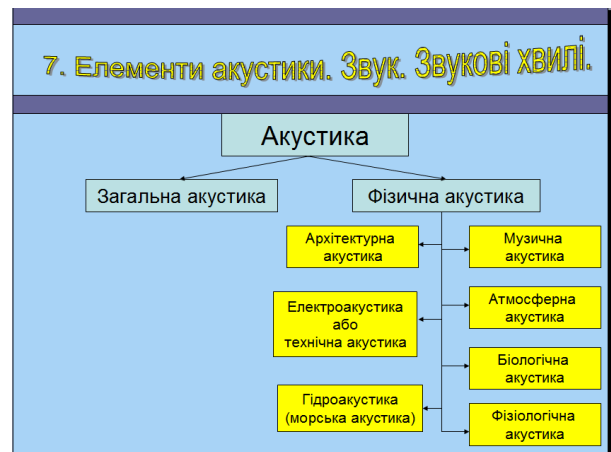 7. Елементи акустики. Звук. Звукові хвилі.
Акустика
Загальна акустика
Фізична акустика
Архітектурна
акустика
Музична
акустика
Електроакустика
або
технічна акустика
Атмосферна
акустика
Біологічна
акустика
Гідроакустика
(морська акустика)
Фізіологічна
акустика